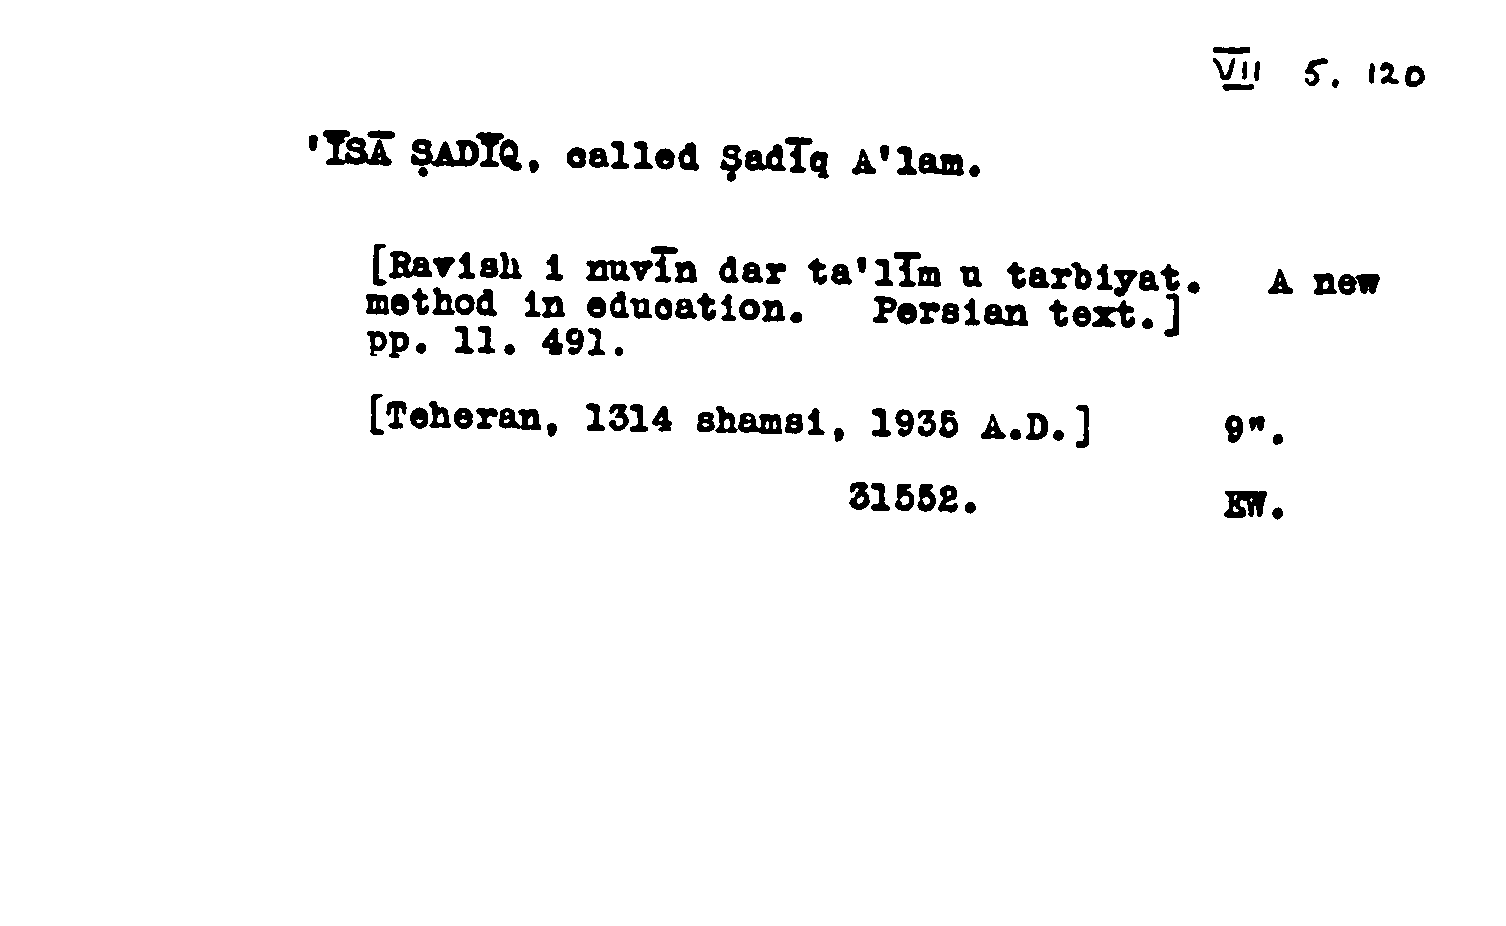 VII 5. 120
'ĪSĀ ṢADĪQ, called Ṣadīq A'lam.
[Ravish i nuvīn dar ta'līm u tarbiyat. A new
method in education. Persian text.]
pp. 11. 491.
[Teheran, 1314 shamsi, 1935 A.D.] 9".
31552. EW.